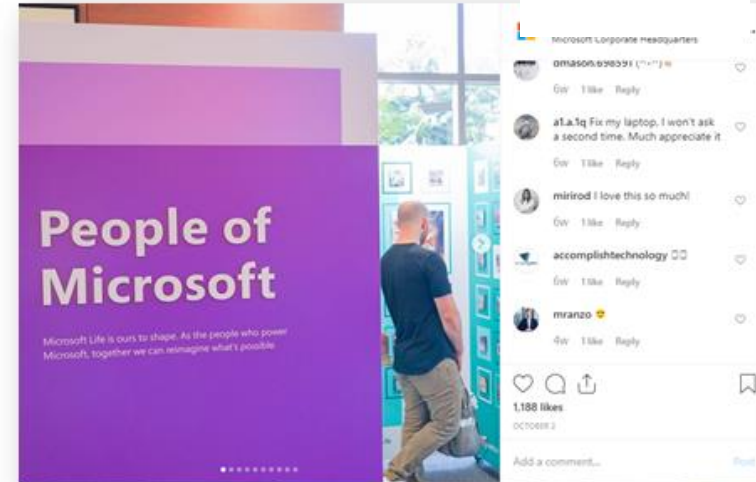 People of
Microsoft
Microsoft Life is ours to shape. As the people who power
Microsoft, together we can reimagine what's possible
Microsoft Corporate Headquarters
6w 1 like Reply
a1.a.1q Fix my laptop, I won't ask
a second time. Much appreciate it
6w 1 like Reply
mirirod I love this so much!
6w 1 like Reply
accomplishtechnology
6w 1 like Reply
mranzo 😍
4w 1 like Reply
1,188 likes
OCTOBER 2
Add a comment... Post